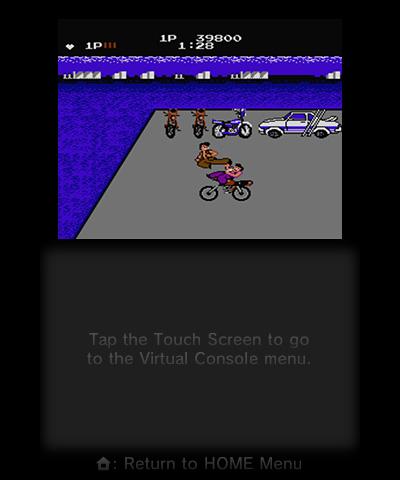 1P 39800
1P
1:28
Tap the Touch Screen to go
to the Virtual Console menu.
: Return to HOME Menu